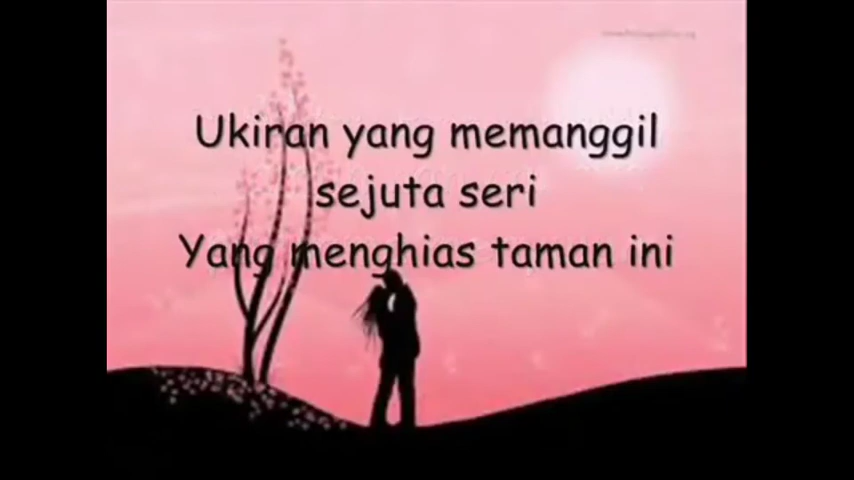 Ukiran yang memanggil
sejuta seri
Yang menghias taman ini